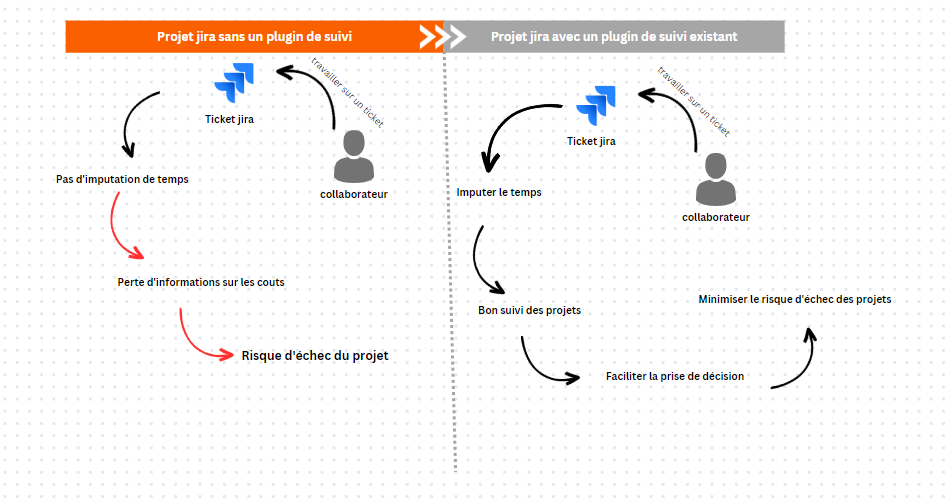 Projet jira sans un plugin de suivi
Projet jira avec un plugin de suivi existant
travailler sur un ticket
Ticket jira
collaborateur
Pas d'imputation de temps
Perte d'informations sur les couts
Risque d'échec du projet
travailler sur un ticket
Ticket jira
collaborateur
Imputer le temps
Bon suivi des projets
Faciliter la prise de décision
Minimiser le risque d'échec des projets